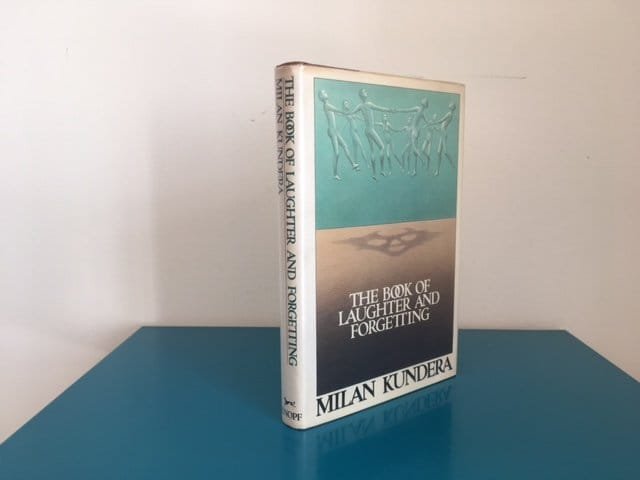 THE BOOK OF LAUGHTER AND FORGETTING
MILAN KUNDERA
KNOPF
THE BOOK OF
LAUGHTER AND
FORGETTING
MILAN KUNDERA